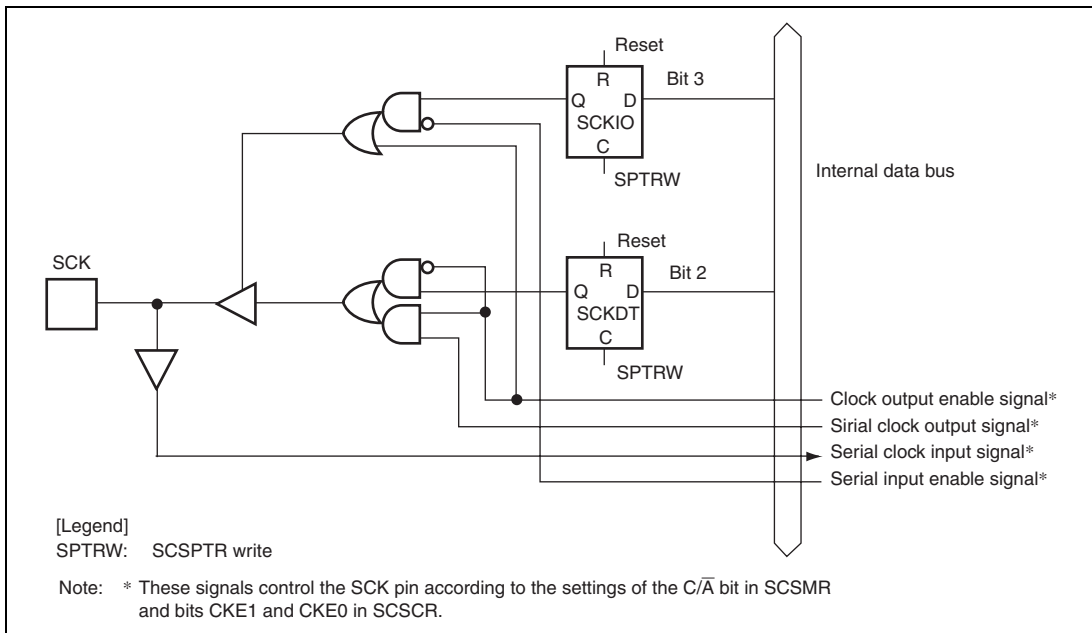 Reset
Bit 3
R
Q D
SCKIO
C
SPTRW
Internal data bus
Reset
SCK
Bit 2
R
Q D
SCKDT
C
SPTRW
Clock output enable signal*
Sirial clock output signal*
Serial clock input signal*
Serial input enable signal*
[Legend]
SPTRW: SCSPTR write
Note: * These signals control the SCK pin according to the settings of the C/A̅ bit in SCSMR
and bits CKE1 and CKE0 in SCSCR.